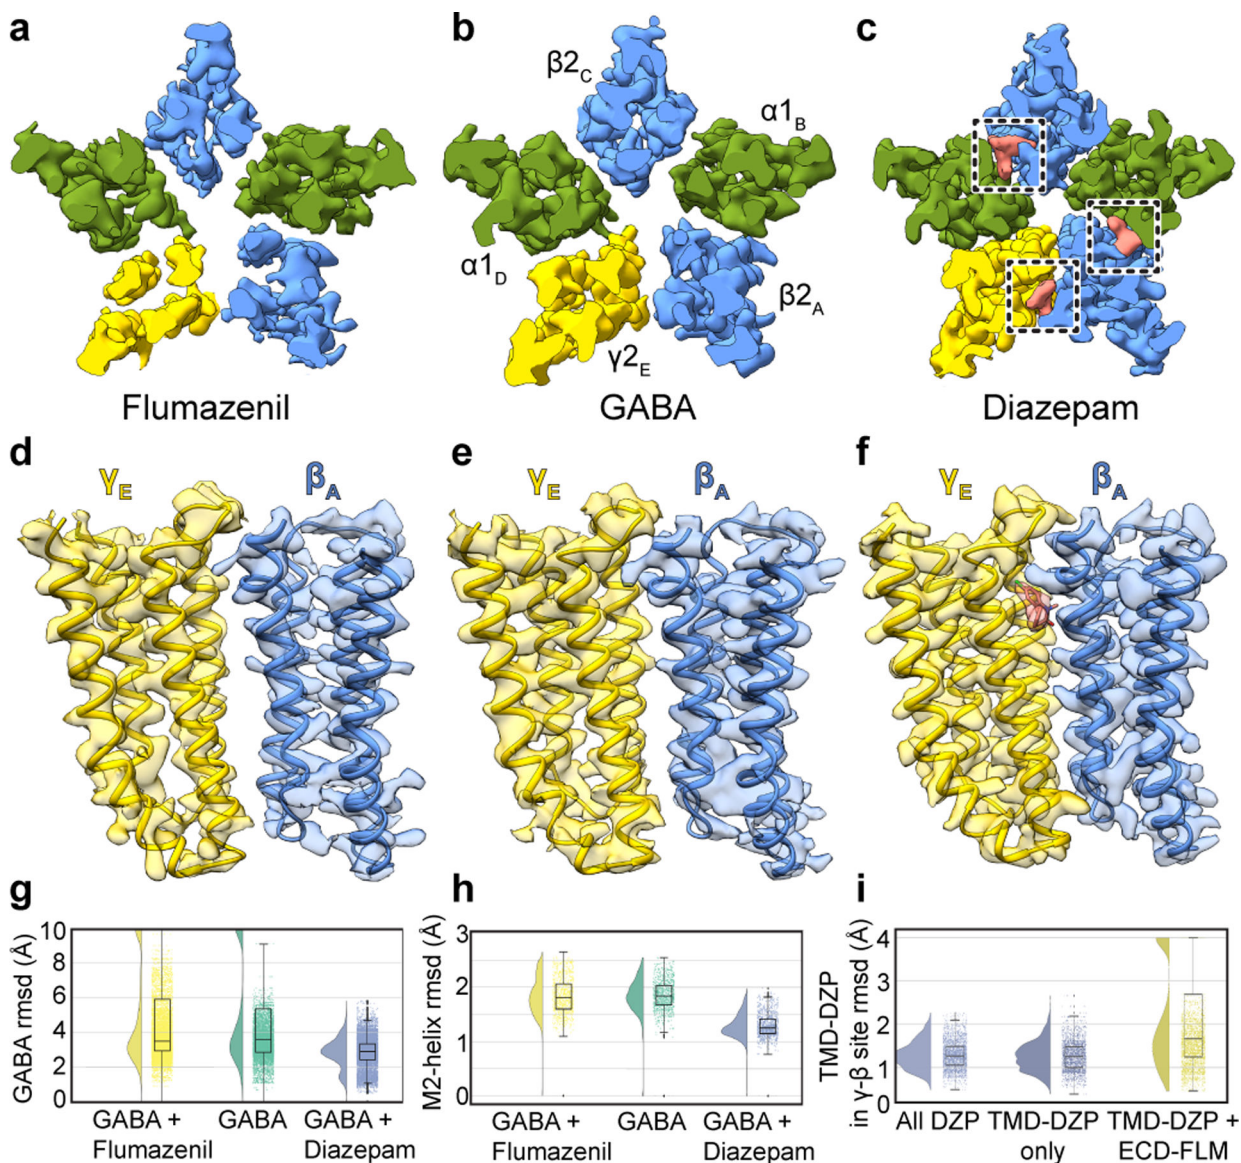 a
b
c
β2C
α1B
α1D
β2A
γ2E
Flumazenil
GABA
Diazepam
d
e
f
γE
βA
γE
βA
γE
βA
g
h
i
GABA rmsd (Å)
10
8
6
4
2
0
GABA +
Flumazenil
GABA
GABA +
Diazepam
M2-helix rmsd (Å)
3
2
1
0
GABA +
Flumazenil
GABA
GABA +
Diazepam
TMD-DZP
in γ-β site rmsd (Å)
4
3
2
1
0
All DZP
TMD-DZP
only
TMD-DZP +
ECD-FLM